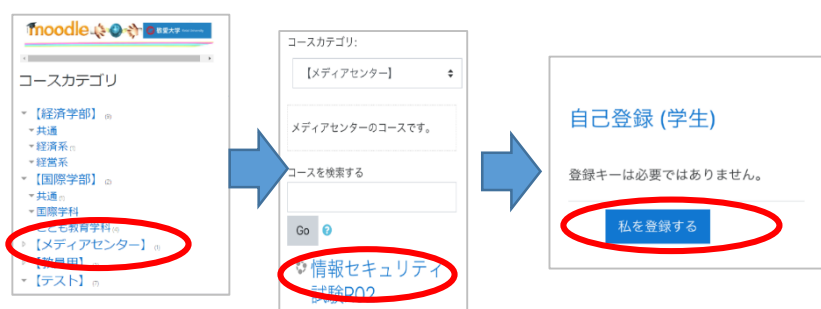 moodle
コースカテゴリ
【経済学部】
共通
経済系
経営系
【国際学部】
共通
国際学科
こども教育学科
【メディアセンター】
【教員用】
【テスト】
コースカテゴリ:
【メディアセンター】
メディアセンターのコースです。
コースを検索する
Go
情報セキュリティ
試験R02
自己登録 (学生)
登録キーは必要ではありません。
私を登録する